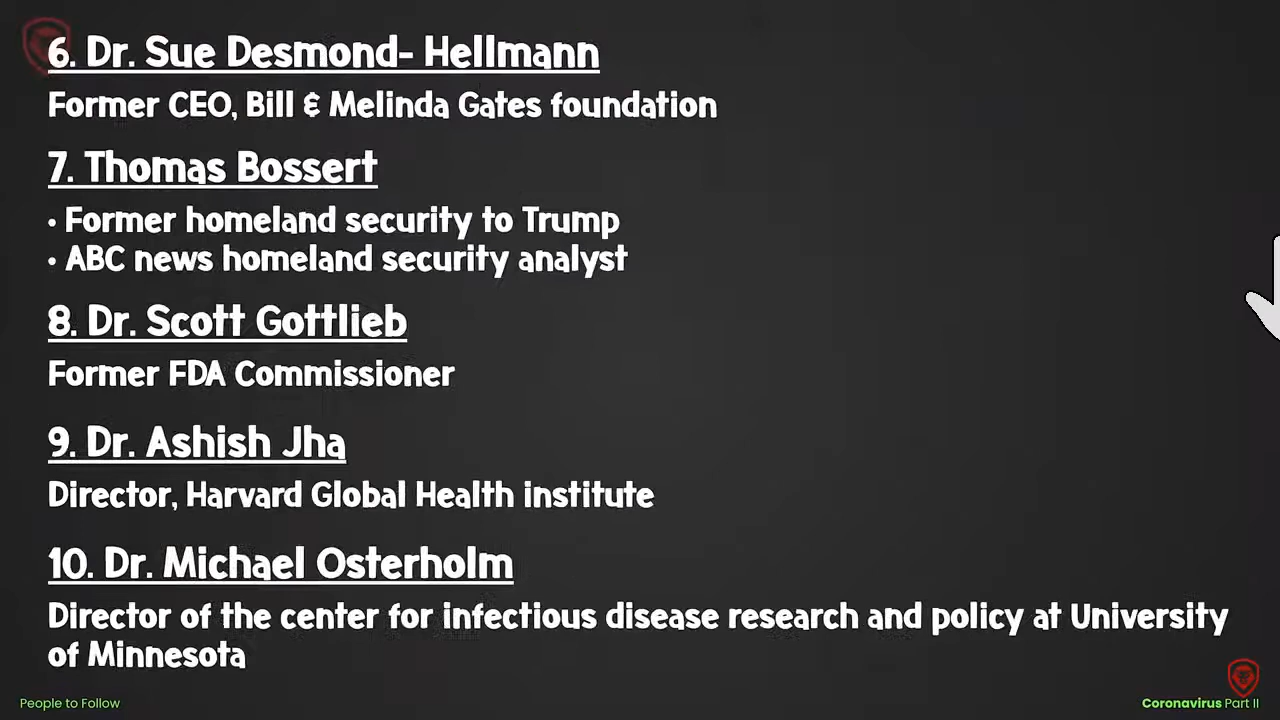 6. Dr. Sue Desmond- Hellmann
Former CEO, Bill & Melinda Gates foundation
7. Thomas Bossert
• Former homeland security to Trump
• ABC news homeland security analyst
8. Dr. Scott Gottlieb
Former FDA Commissioner
9. Dr. Ashish Jha
Director, Harvard Global Health institute
10. Dr. Michael Osterholm
Director of the center for infectious disease research and policy at University
of Minnesota
People to Follow
Coronavirus Part II